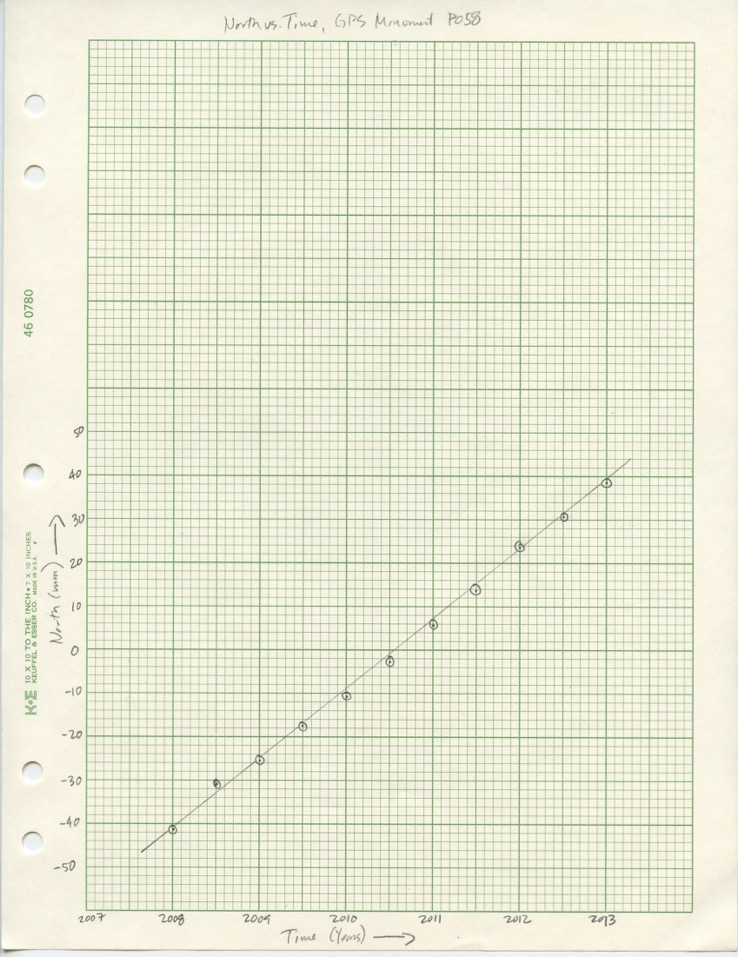 North vs. Time, GPS Monument P058
46 0780
50
40
30
20
10
0
-10
-20
-30
-40
-50
North (mm)
K+E 10 X 10 TO THE INCH • 7 X 10 INCHES
KEUFFEL & ESSER CO. MADE IN U.S.A.
2007 2008 2009 2010 2011 2012 2013
Time (Years)